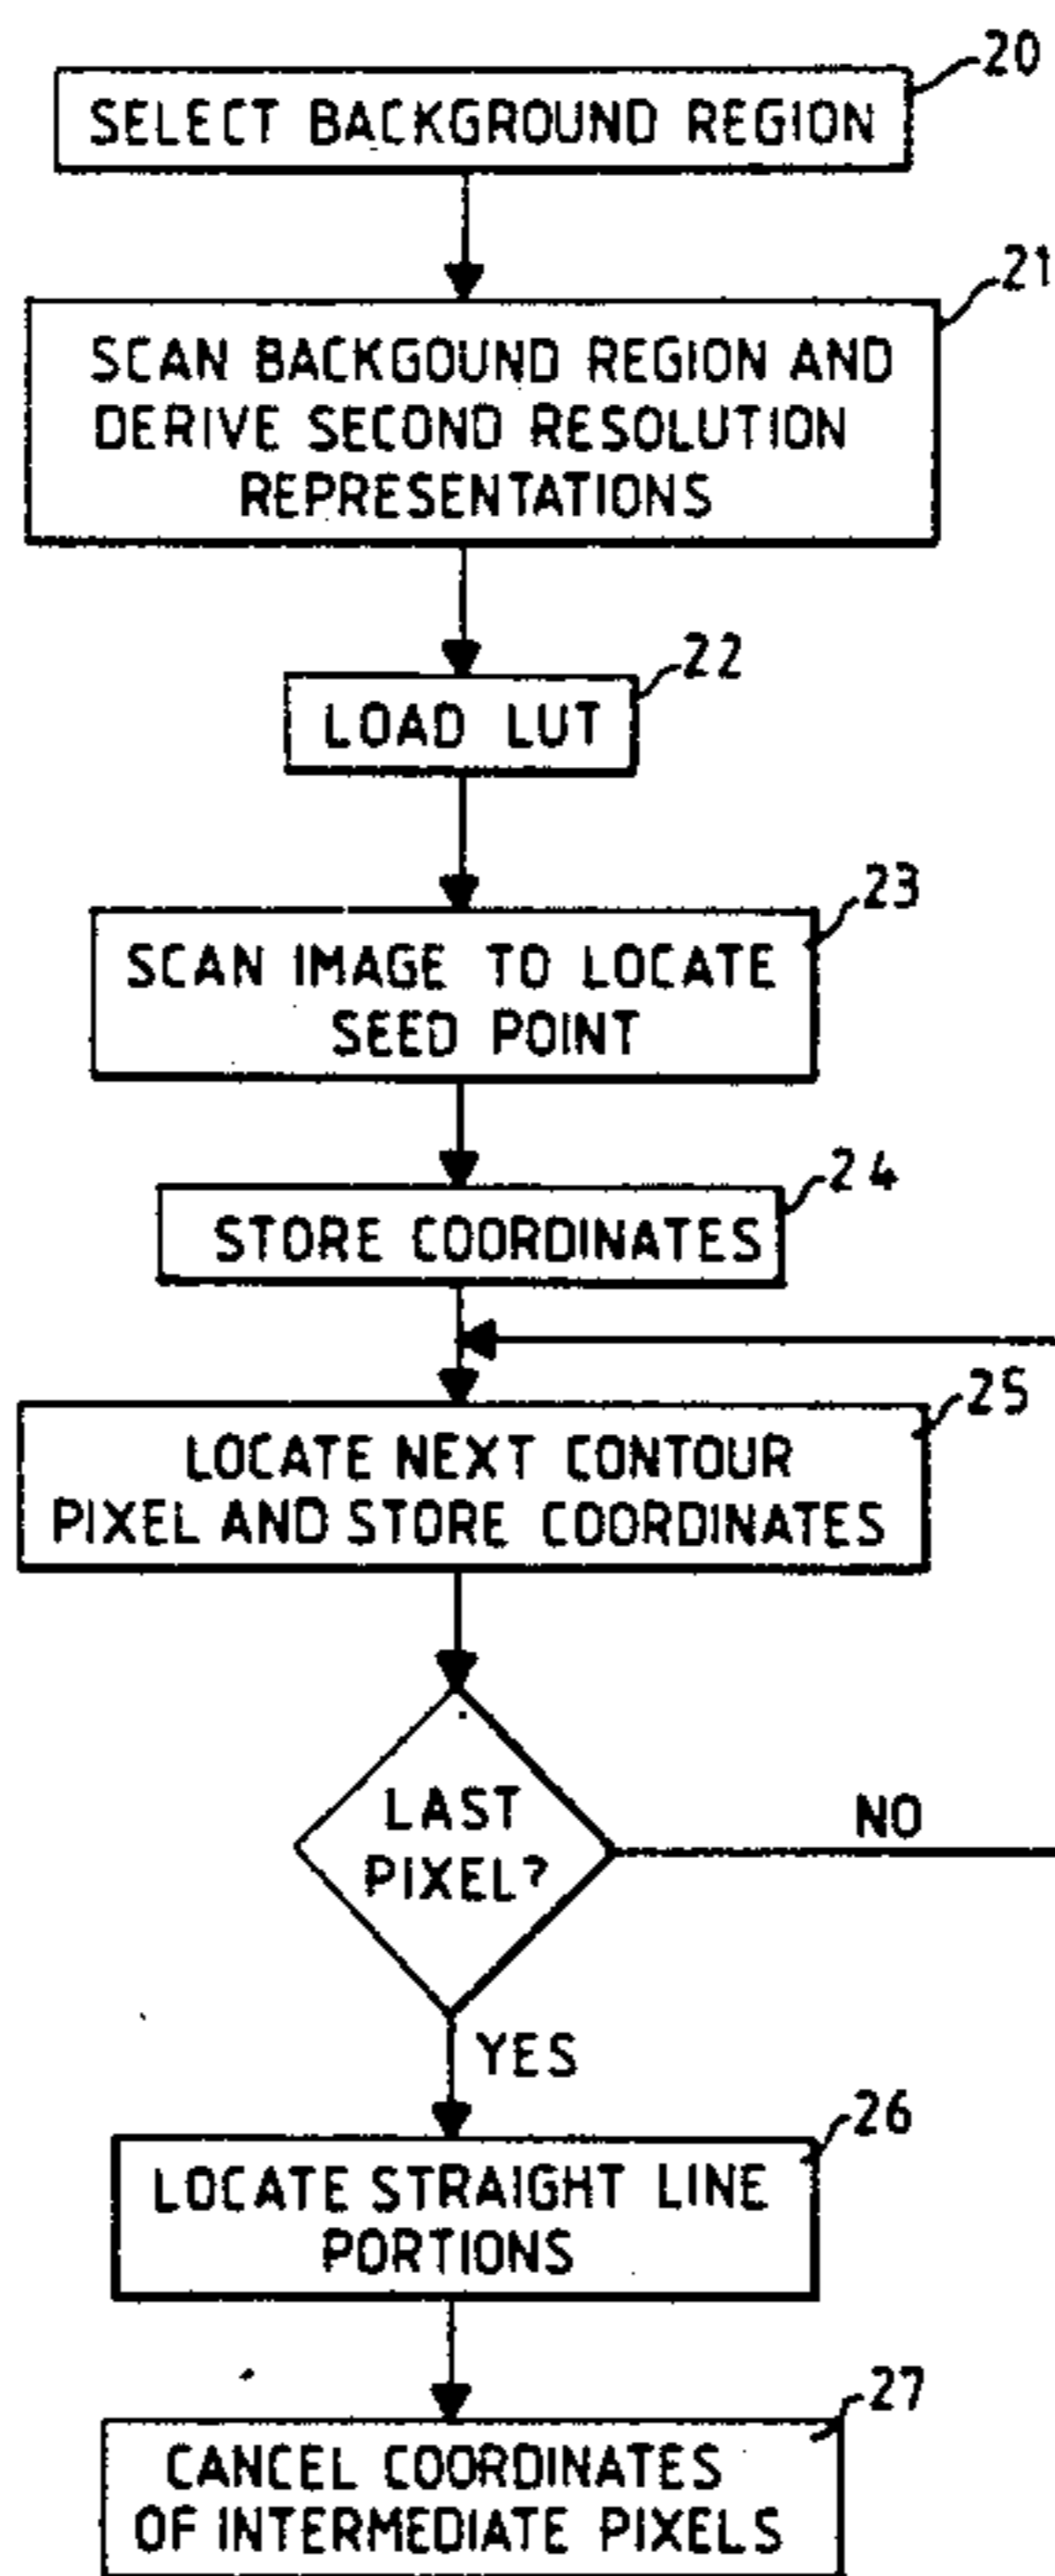 20
SELECT BACKGROUND REGION
21
SCAN BACKGOUND REGION AND
DERIVE SECOND RESOLUTION
REPRESENTATIONS
22
LOAD LUT
23
SCAN IMAGE TO LOCATE
SEED POINT
24
STORE COORDINATES
25
LOCATE NEXT CONTOUR
PIXEL AND STORE COORDINATES
LAST
PIXEL?
NO
YES
26
LOCATE STRAIGHT LINE
PORTIONS
27
CANCEL COORDINATES
OF INTERMEDIATE PIXELS